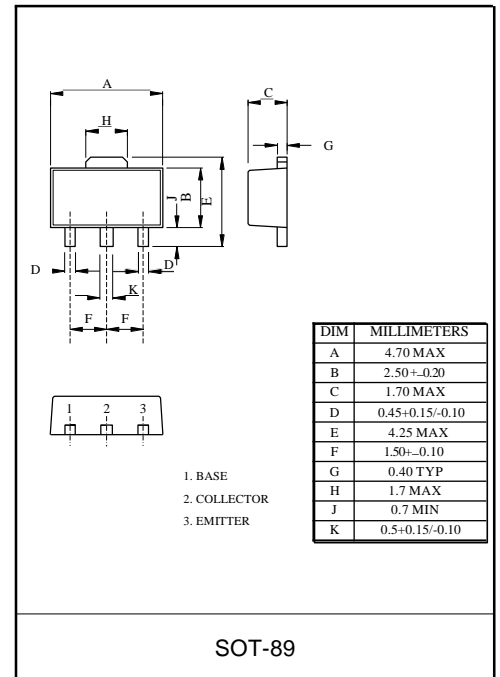 A
H
C
G
J
B
E
D
D
K
F F
1 2 3
1. BASE
2. COLLECTOR
3. EMITTER
DIM MILLIMETERS
A 4.70 MAX
B 2.50+-0.20
C 1.70 MAX
D 0.45+0.15/-0.10
E 4.25 MAX
F 1.50+-0.10
G 0.40 TYP
H 1.7 MAX
J 0.7 MIN
K 0.5+0.15/-0.10
SOT-89